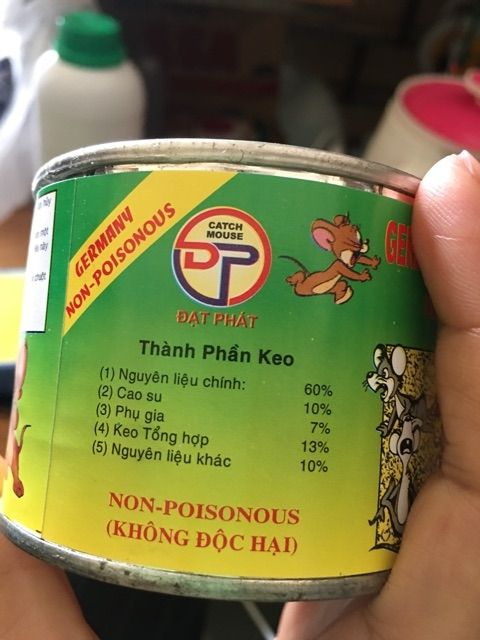 GERMANY
NON-POISONOUS
CATCH
MOUSE
DP
ĐẠT PHÁT
Thành Phần Keo
(1) Nguyên liệu chính: 60%
(2) Cao su 10%
(3) Phụ gia 7%
(4) Keo Tổng hợp 13%
(5) Nguyên liệu khác 10%
NON-POISONOUS
(KHÔNG ĐỘC HẠI)